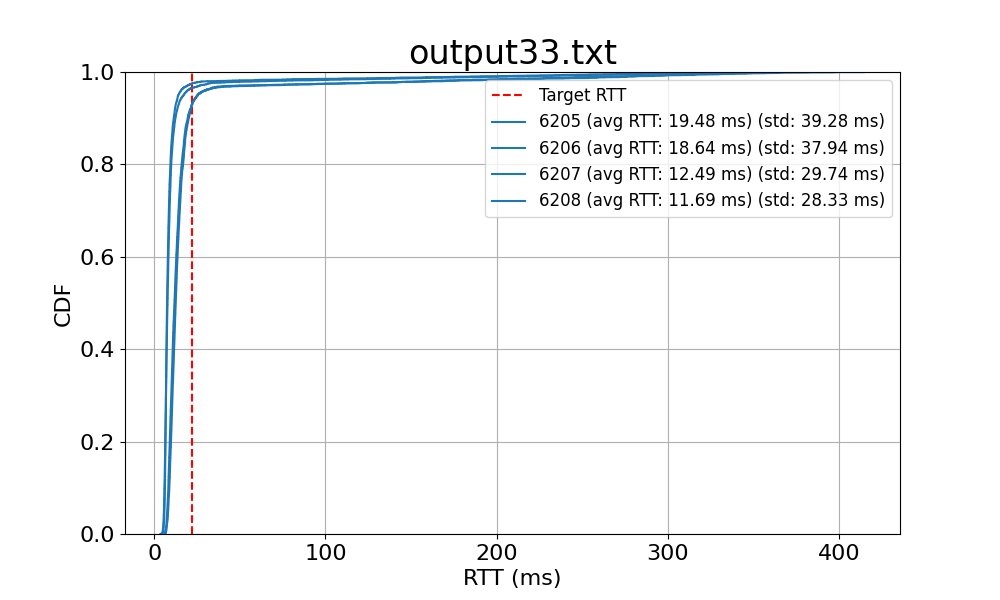 output33.txt
1.0
0.8
0.6
0.4
0.2
0.0
CDF
Target RTT
6205 (avg RTT: 19.48 ms) (std: 39.28 ms)
6206 (avg RTT: 18.64 ms) (std: 37.94 ms)
6207 (avg RTT: 12.49 ms) (std: 29.74 ms)
6208 (avg RTT: 11.69 ms) (std: 28.33 ms)
0 100 200 300 400
RTT (ms)